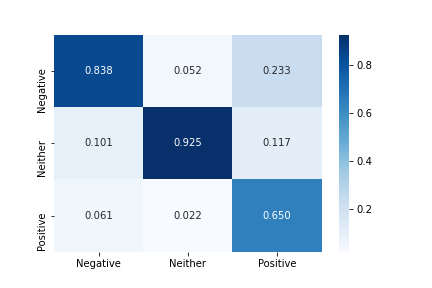 Negative
0.838
0.052
0.233
0.8
Neither
0.101
0.925
0.117
0.6
0.4
Positive
0.061
0.022
0.650
0.2
Negative
Neither
Positive